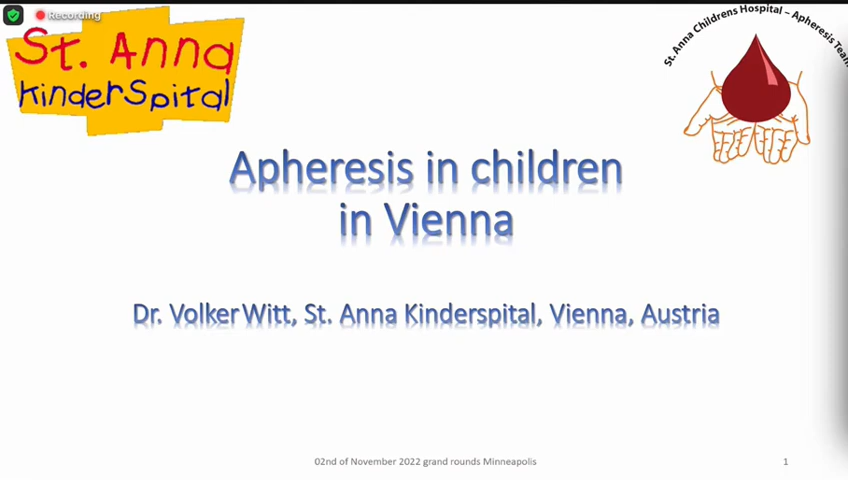 Recording
St. Anna
KinderSpital
St. Anna Childrens Hospital – Apheresis Team
Apheresis in children
in Vienna
Dr. Volker Witt, St. Anna Kinderspital, Vienna, Austria
02nd of November 2022 grand rounds Minneapolis
1